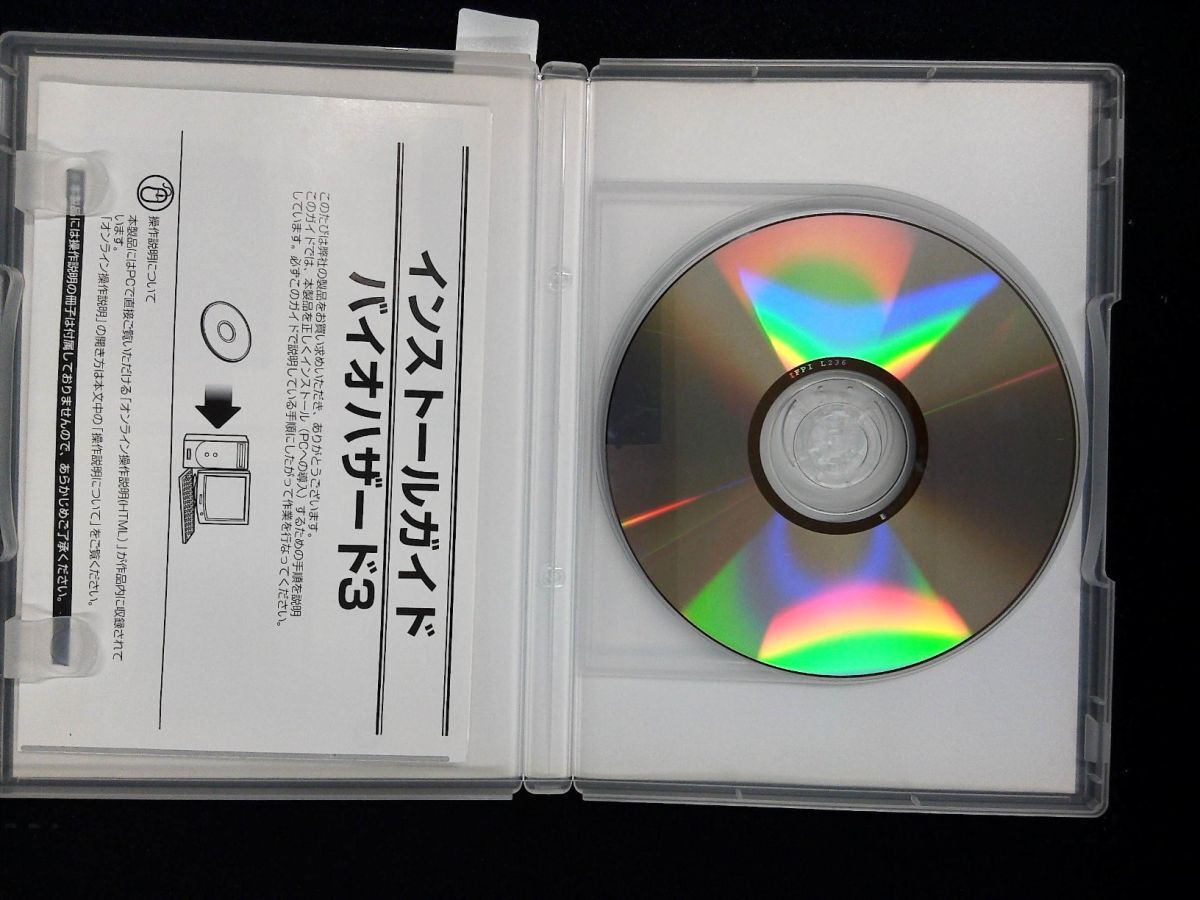 インストールガイド
バイオハザード3
このたびは弊社の製品をお買い求めいただき、ありがとうございます。
このガイドでは、本製品を正しくインストール(PCへの導入)するための手順を説明
しています。必ずこのガイドで説明している手順にしたがって作業を行なってください。
操作説明について
本製品にはPCで直接ご覧いただける「オンライン操作説明(HTML)」が作品内に収録されて
います。
「オンライン操作説明」の開き方は本文中の「操作説明について」をご覧ください。
本製品には操作説明の冊子は付属しておりませんので、あらかじめご了承ください。
IFPI L236